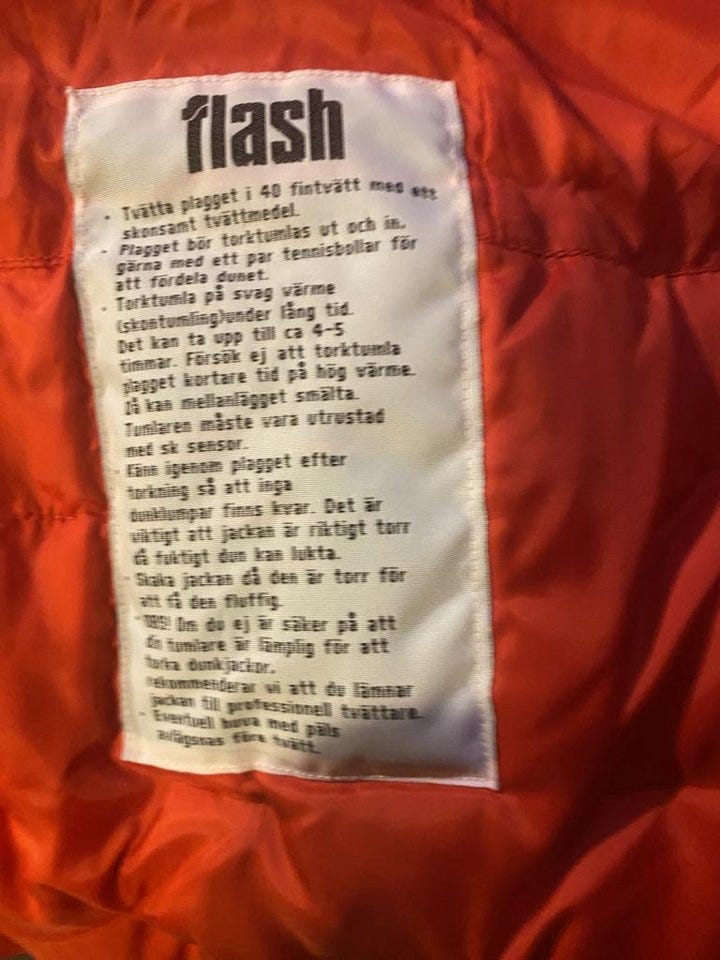 flash
• Tvätta plagget i 40 fintvätt med ett
skonsamt tvättmedel.
• Plagget bör torktumlas ut och in,
gärna med ett par tennisbollar för
att fördela dunet.
• Torktumla på svag värme
(skontumling)under lång tid.
Det kan ta upp till ca 4-5
timmar. Försök ej att torktumla
plagget kortare tid på hög värme.
Då kan mellanlägget smälta.
Tumlaren måste vara utrustad
med sk sensor.
• Känn igenom plagget efter
torkning så att inga
dunklumpar finns kvar. Det är
viktigt att jackan är riktigt torr
då fuktigt dun kan lukta.
• Skaka jackan då den är torr för
att få den fluffig.
• OBS! Om du ej är säker på att
din tumlare är lämplig för att
torka dunkjackor,
rekommenderar vi att du lämnar
jackan till professionell tvättare.
• Eventuell huva med päls
avlägsnas före tvätt.